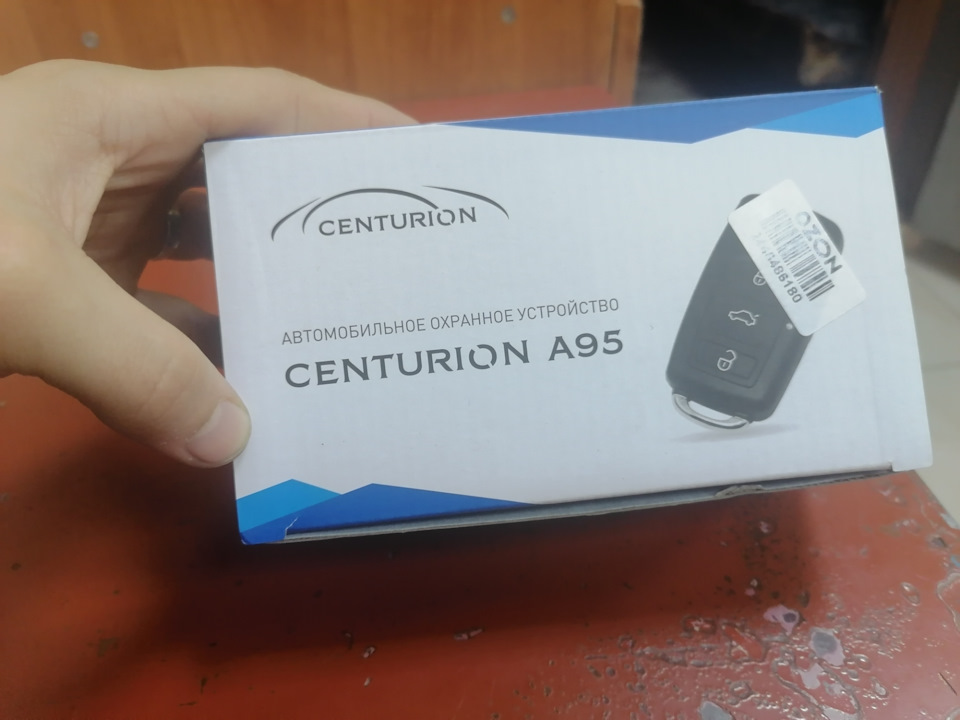 CENTURION
АВТОМОБИЛЬНОЕ ОХРАННОЕ УСТРОЙСТВО
CENTURION A95
OZON